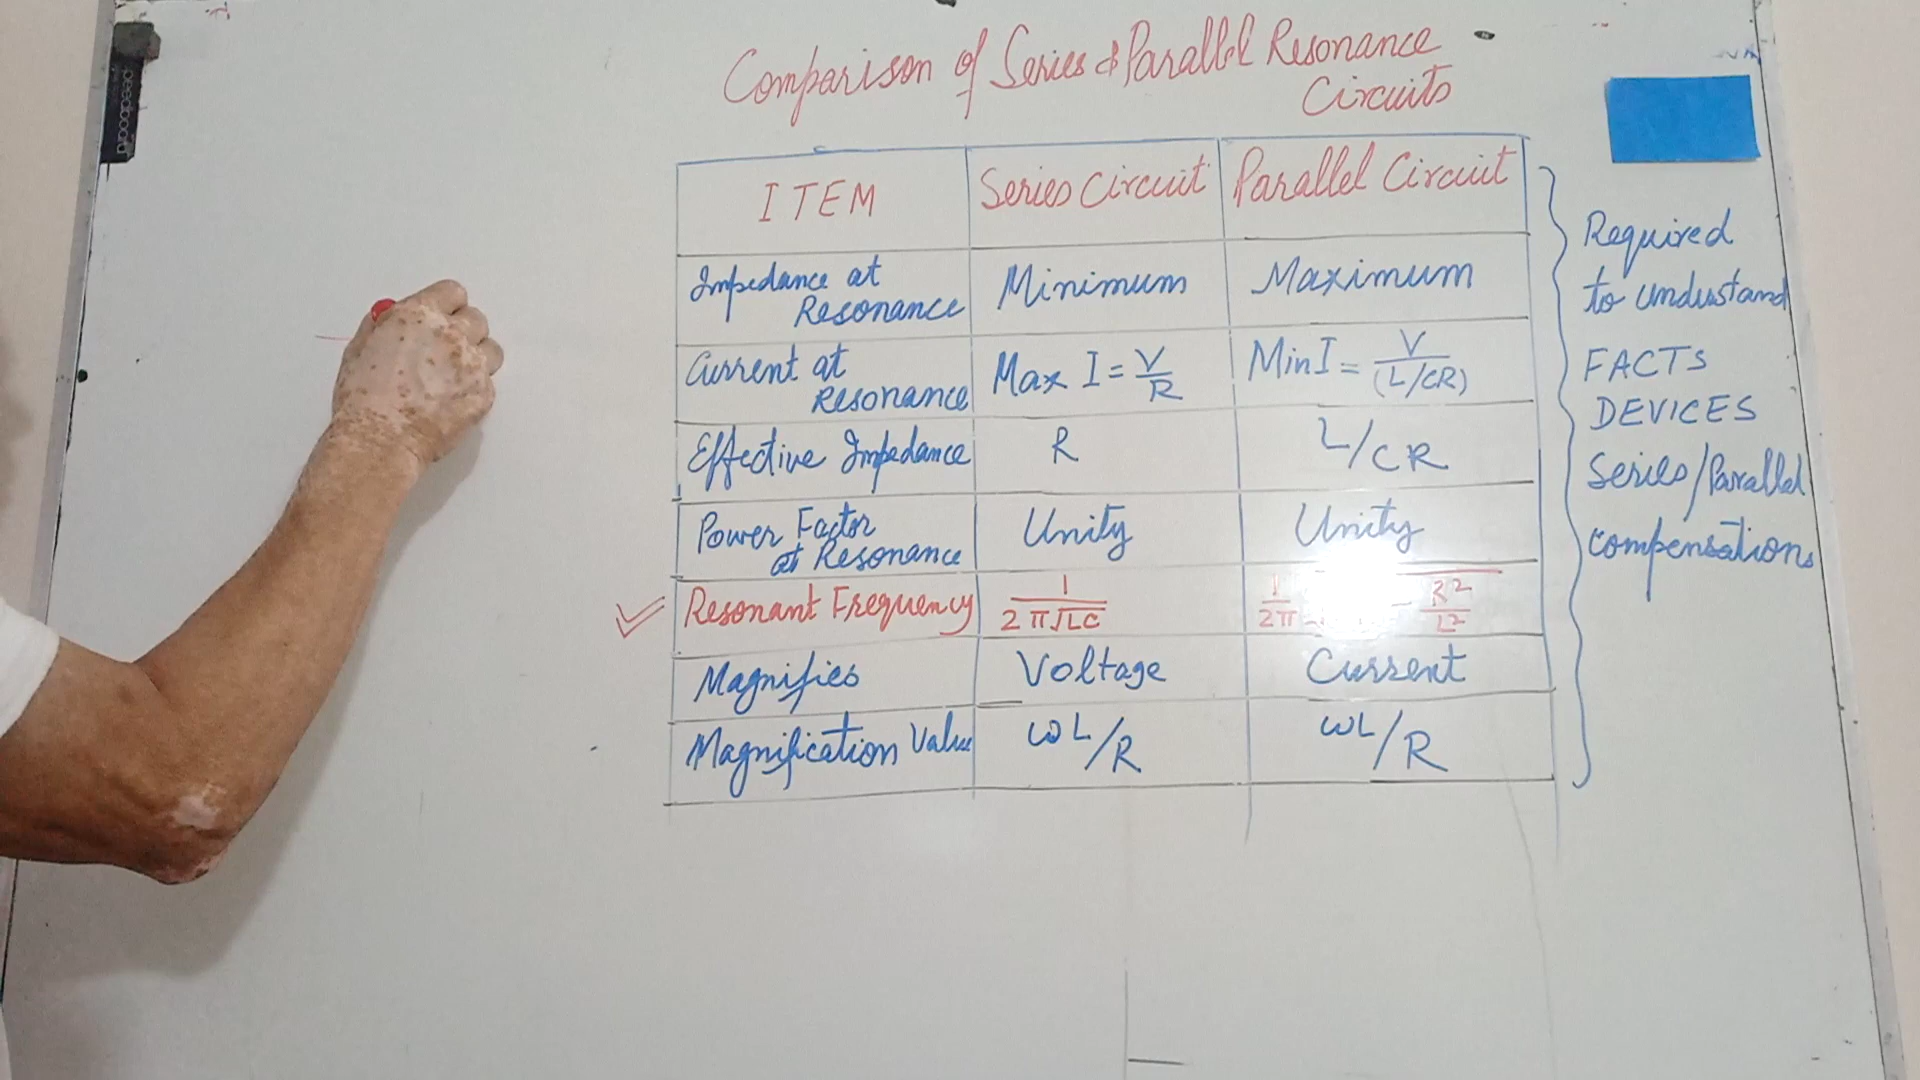 Comparison of Series & Parallel Resonance
Circuits
ITEM Series Circuit Parallel Circuit
Impedance at Resonance Minimum Maximum
Current at Resonance Max I = V/R Min I = V/(L/CR)
Effective Impedance R L/CR
Power Factor at Resonance Unity Unity
Resonant Frequency 1/2π√LC 1/2π - R²/L²
Magnifies Voltage Current
Magnification Value ωL/R ωL/R
Required
to understand
FACTS
DEVICES
Series/Parallel
compensations